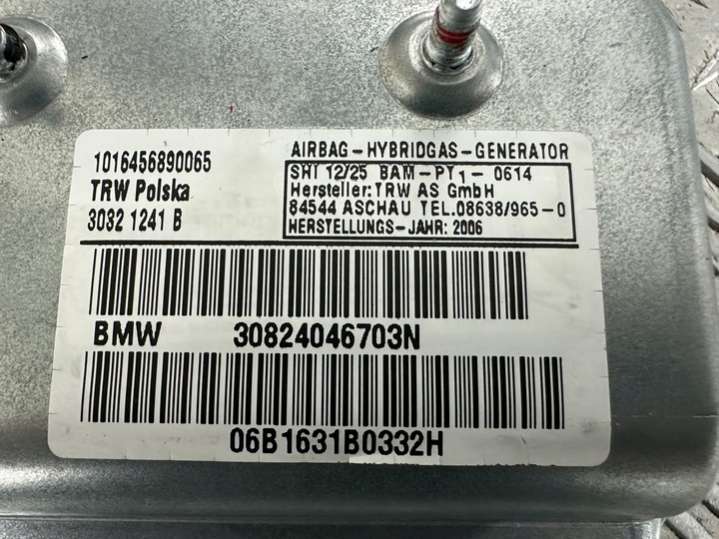 1016456890065
TRW Polska
3032 1241 B
AIRBAG-HYBRIDGAS-GENERATOR
SHI 12/25 BAM-PT1- 0614
Hersteller: TRW AS GmbH
84544 ASCHAU TEL.08638/965-0
HERSTELLUNGS-JAHR: 2006
BMW 30824046703N
06B1631B0332H